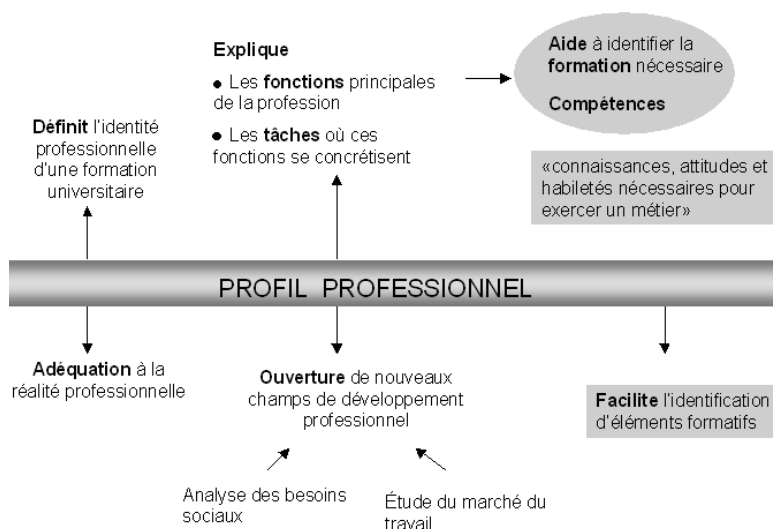 Explique
• Les fonctions principales
de la profession
• Les tâches où ces
fonctions se concrétisent
Aide à identifier la
formation nécessaire
Compétences
Définit l'identité
professionnelle
d'une formation
universitaire
«connaissances, attitudes et
habiletés nécessaires pour
exercer un métier»
PROFIL PROFESSIONNEL
Adéquation à la
réalité professionnelle
Ouverture de nouveaux
champs de développement
professionnel
Facilite l'identification
d'éléments formatifs
Analyse des besoins
sociaux
Étude du marché du
travail